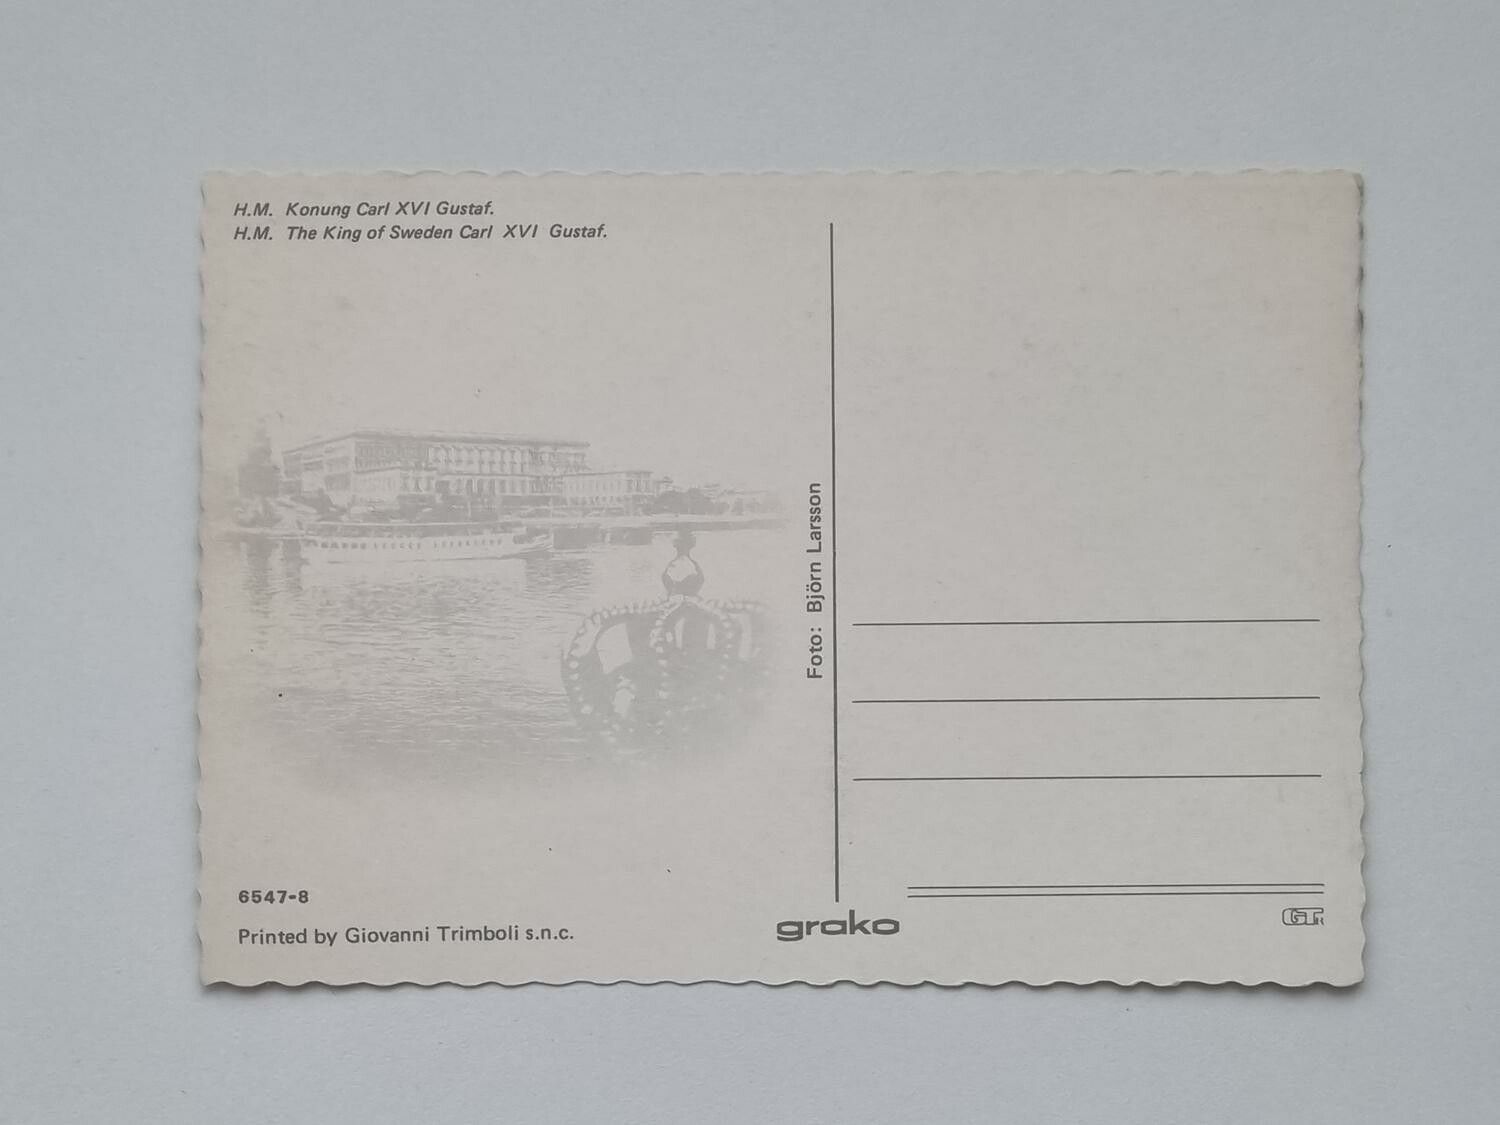 H.M. Konung Carl XVI Gustaf.
H.M. The King of Sweden Carl XVI Gustaf.
Foto: Björn Larsson
6547-8
Printed by Giovanni Trimboli s.n.c.
grako
GT